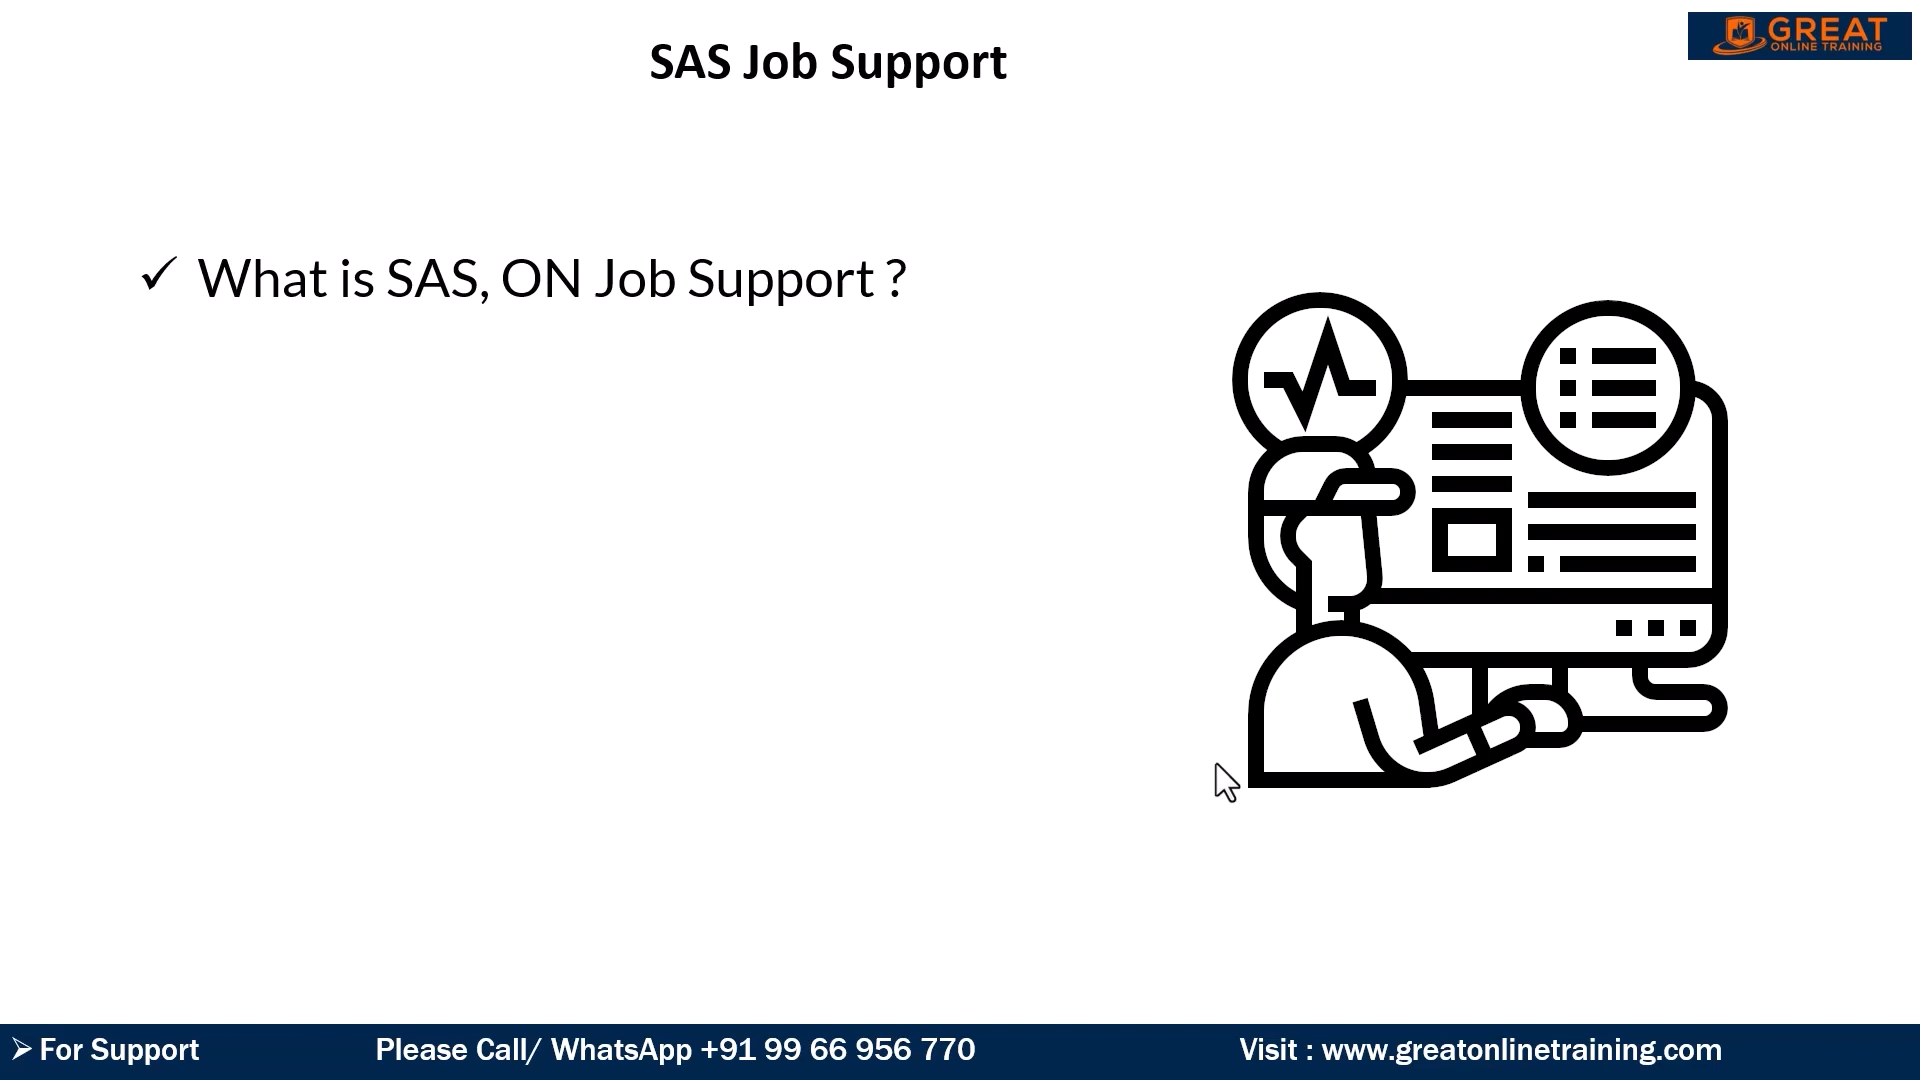 SAS Job Support
GREAT
ONLINE TRAINING
✓ What is SAS, ON Job Support ?
➢ For Support
Please Call/ WhatsApp +91 99 66 956 770
Visit : www.greatonlinetraining.com